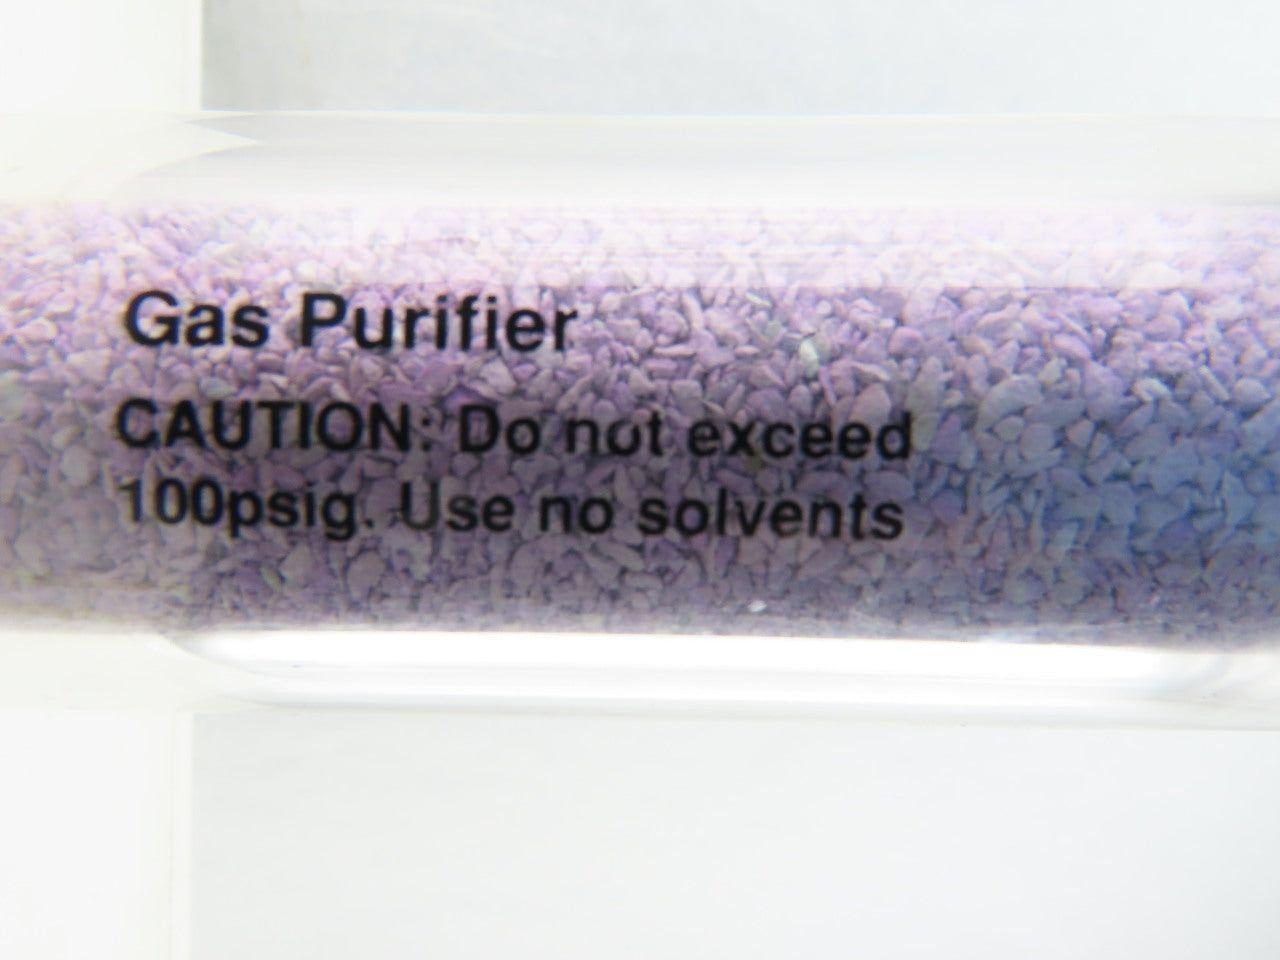 Gas Purifier
CAUTION: Do not exceed
100psig. Use no solvents